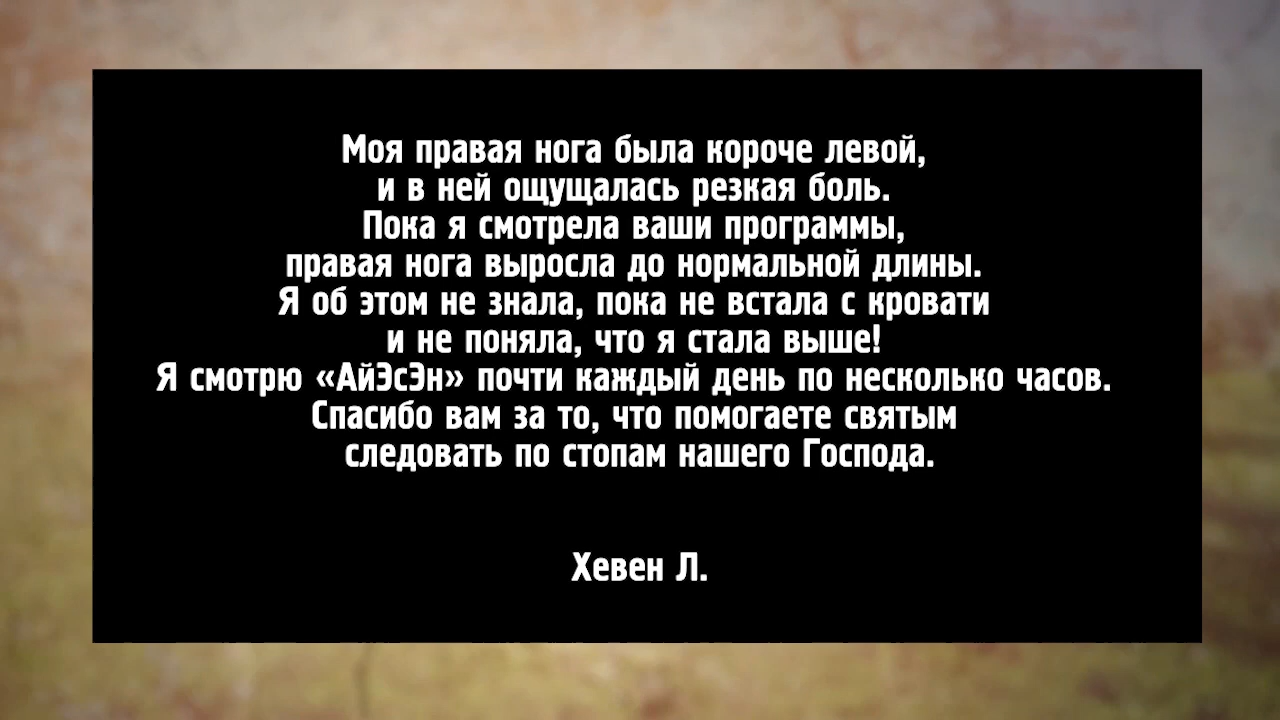 Моя правая нога была короче левой,
и в ней ощущалась резкая боль.
Пока я смотрела ваши программы,
правая нога выросла до нормальной длины.
Я об этом не знала, пока не встала с кровати
и не поняла, что я стала выше!
Я смотрю «АйЭсЭн» почти каждый день по несколько часов.
Спасибо вам за то, что помогаете святым
следовать по стопам нашего Господа.
Хевен Л.